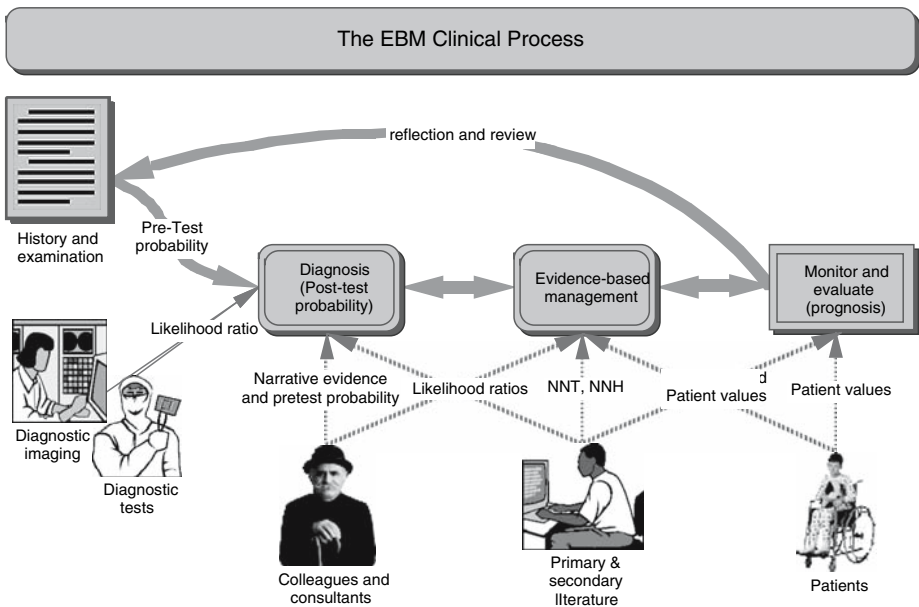 The EBM Clinical Process
reflection and review
History and
examination
Pre-Test
probability
Diagnosis
(Post-test
probability)
Evidence-based
management
Monitor and
evaluate
(prognosis)
Likelihood ratio
Narrative evidence
and pretest probability
Likelihood ratios
NNT, NNH
d
Patient values
Patient values
Diagnostic
imaging
Diagnostic
tests
Colleagues and
consultants
Primary &
secondary
lIterature
Patients